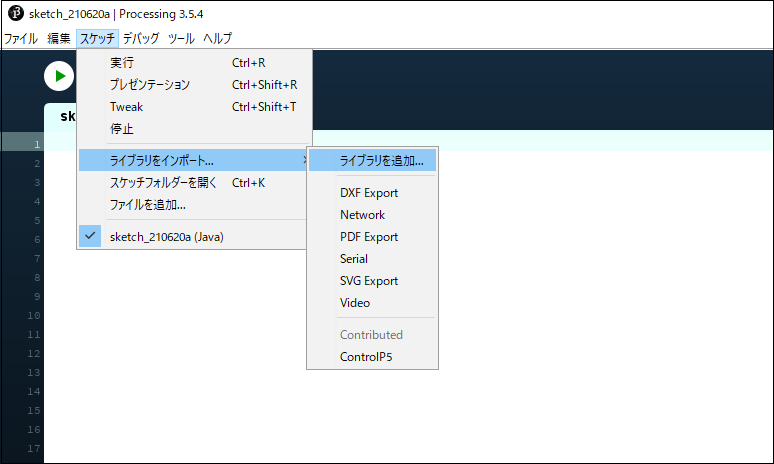 sketch_210620a | Processing 3.5.4
ファイル 編集 スケッチ デバッグ ツール ヘルプ
実行 Ctrl+R
プレゼンテーション Ctrl+Shift+R
Tweak Ctrl+Shift+T
停止
ライブラリをインポート...
スケッチフォルダーを開く Ctrl+K
ファイルを追加...
sketch_210620a (Java)
ライブラリを追加...
DXF Export
Network
PDF Export
Serial
SVG Export
Video
Contributed
ControlP5
sk
1
2
3
4
5
6
7
8
9
10
11
12
13
14
15
16
17